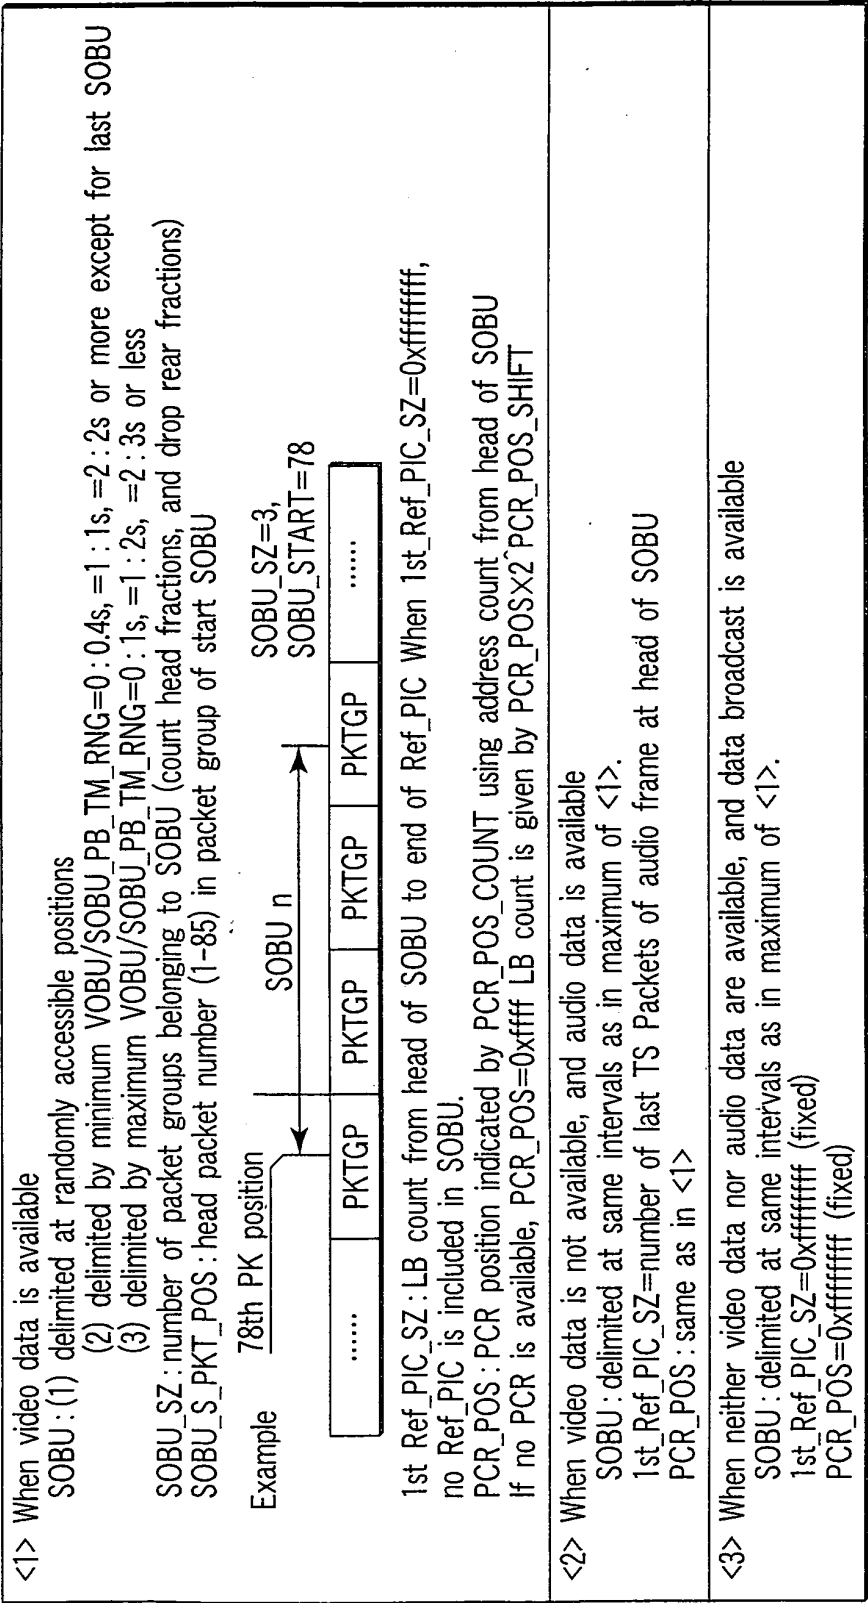 <1> When video data is available
SOBU : (1) delimited at randomly accessible positions
(2) delimited by minimum VOBU/SOBU_PB_TM_RNG=0 : 0.4s, =1 : 1s, =2 : 2s or more except for last SOBU
(3) delimited by maximum VOBU/SOBU_PB_TM_RNG=0 : 1s, =1 : 2s, =2 : 3s or less
SOBU_SZ : number of packet groups belonging to SOBU (count head fractions, and drop rear fractions)
SOBU_S_PKT_POS : head packet number (1-85) in packet group of start SOBU
Example
78th PK position
SOBU n
SOBU_SZ=3,
SOBU_START=78
...... PKTGP PKTGP PKTGP PKTGP ......
1st Ref_PIC_SZ : LB count from head of SOBU to end of Ref_PIC When 1st_Ref_PIC_SZ=0xffffffff,
no Ref_PIC is included in SOBU.
PCR_POS : PCR position indicated by PCR_POS_COUNT using address count from head of SOBU
If no PCR is available, PCR_POS=0xffff LB count is given by PCR_POS×2^PCR_POS_SHIFT
<2> When video data is not available, and audio data is available
SOBU : delimited at same intervals as in maximum of <1>.
1st_Ref_PIC_SZ=number of last TS Packets of audio frame at head of SOBU
PCR_POS : same as in <1>
<3> When neither video data nor audio data are available, and data broadcast is available
SOBU : delimited at same intervals as in maximum of <1>.
1st_Ref_PIC_SZ=0xffffffff (fixed)
PCR_POS=0xffffffff (fixed)